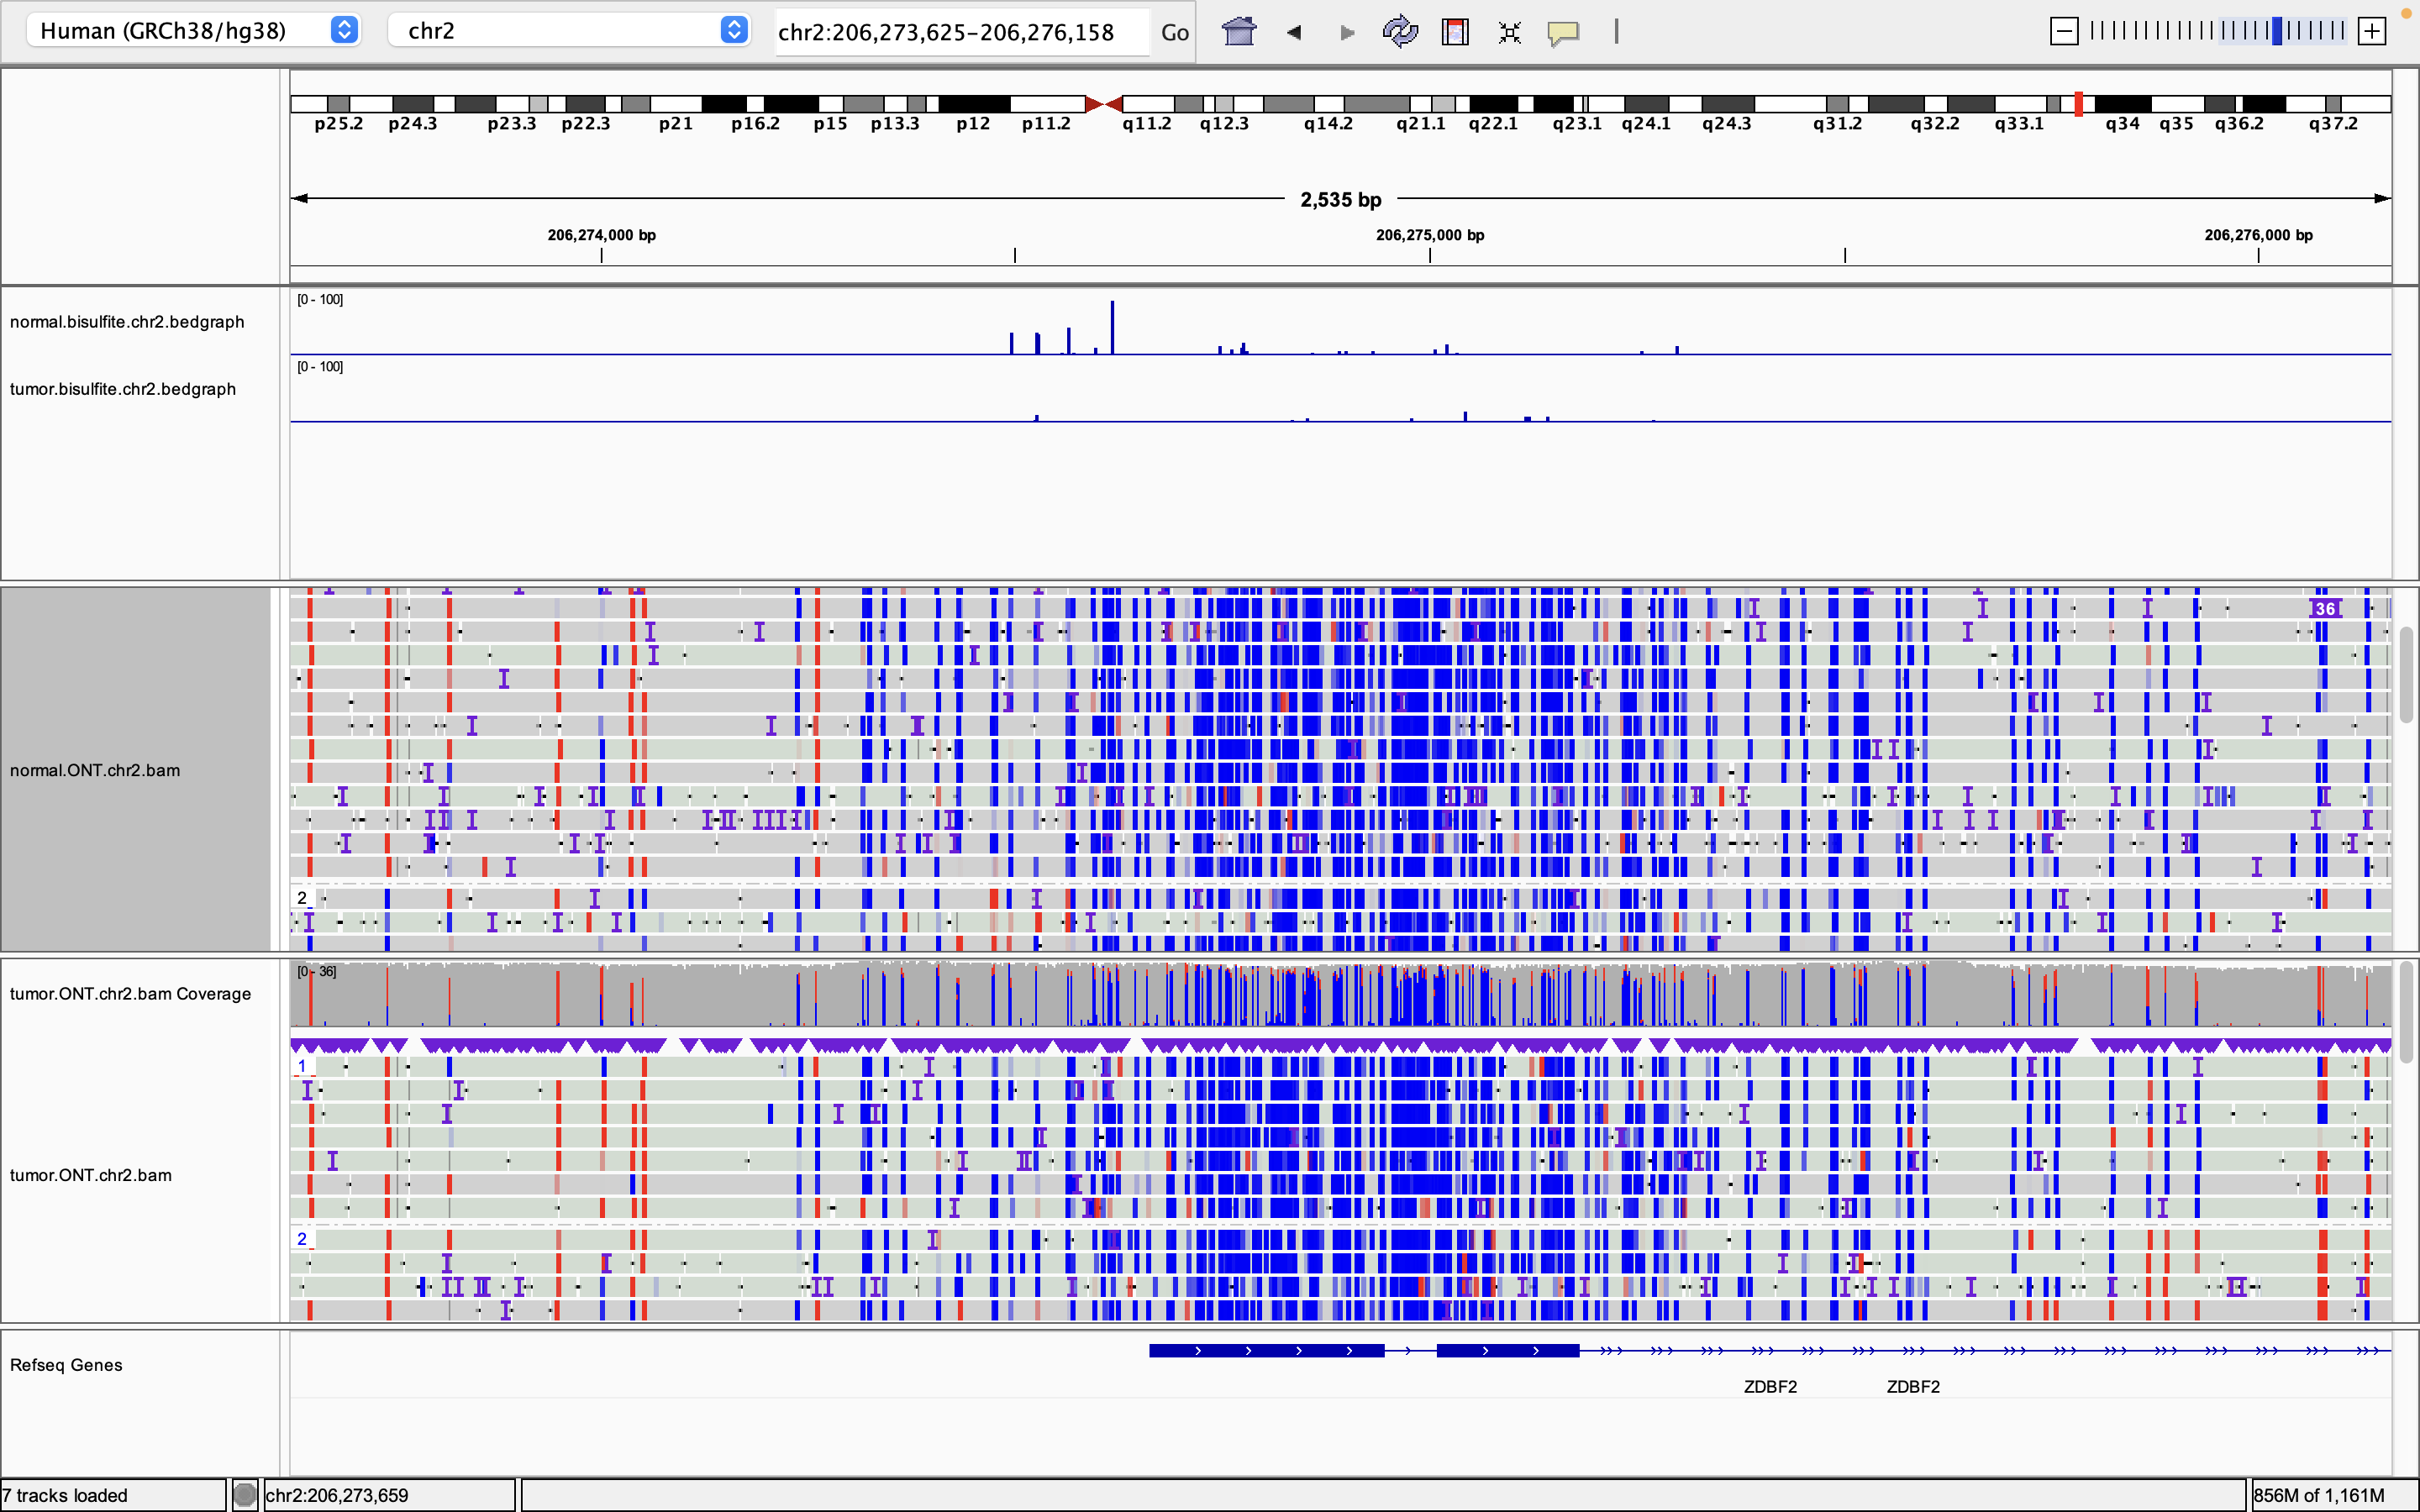 Human (GRCh38/hg38) chr2 chr2:206,273,625-206,276,158 Go
p25.2 p24.3 p23.3 p22.3 p21 p16.2 p15 p13.3 p12 p11.2 q11.2 q12.3 q14.2 q21.1 q22.1 q23.1 q24.1 q24.3 q31.2 q32.2 q33.1 q34 q35 q36.2 q37.2
2,535 bp
206,274,000 bp 206,275,000 bp 206,276,000 bp
[0 - 100]
normal.bisulfite.chr2.bedgraph
[0 - 100]
tumor.bisulfite.chr2.bedgraph
36
normal.ONT.chr2.bam
2
[0 - 36]
tumor.ONT.chr2.bam Coverage
1
tumor.ONT.chr2.bam
2
Refseq Genes
ZDBF2 ZDBF2
7 tracks loaded chr2:206,273,659 856M of 1,161M